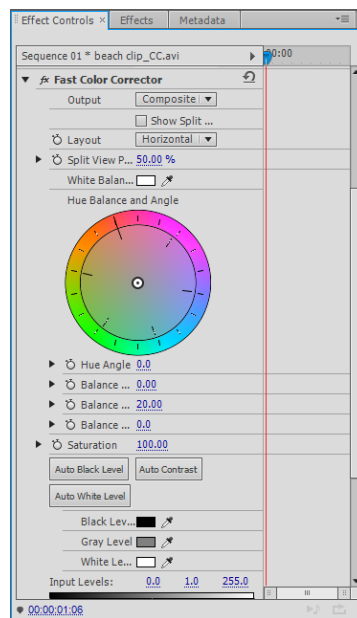 Effect Controls × Effects Metadata
Sequence 01 * beach clip_CC.avi 00:00
fx Fast Color Corrector
Output Composite
Show Split ...
Layout Horizontal
Split View P... 50.00 %
White Balan...
Hue Balance and Angle
Hue Angle 0.0
Balance ... 0.00
Balance ... 20.00
Balance ... 0.0
Saturation 100.00
Auto Black Level Auto Contrast
Auto White Level
Black Lev...
Gray Level
White Le...
Input Levels: 0.0 1.0 255.0
00:00:01:06